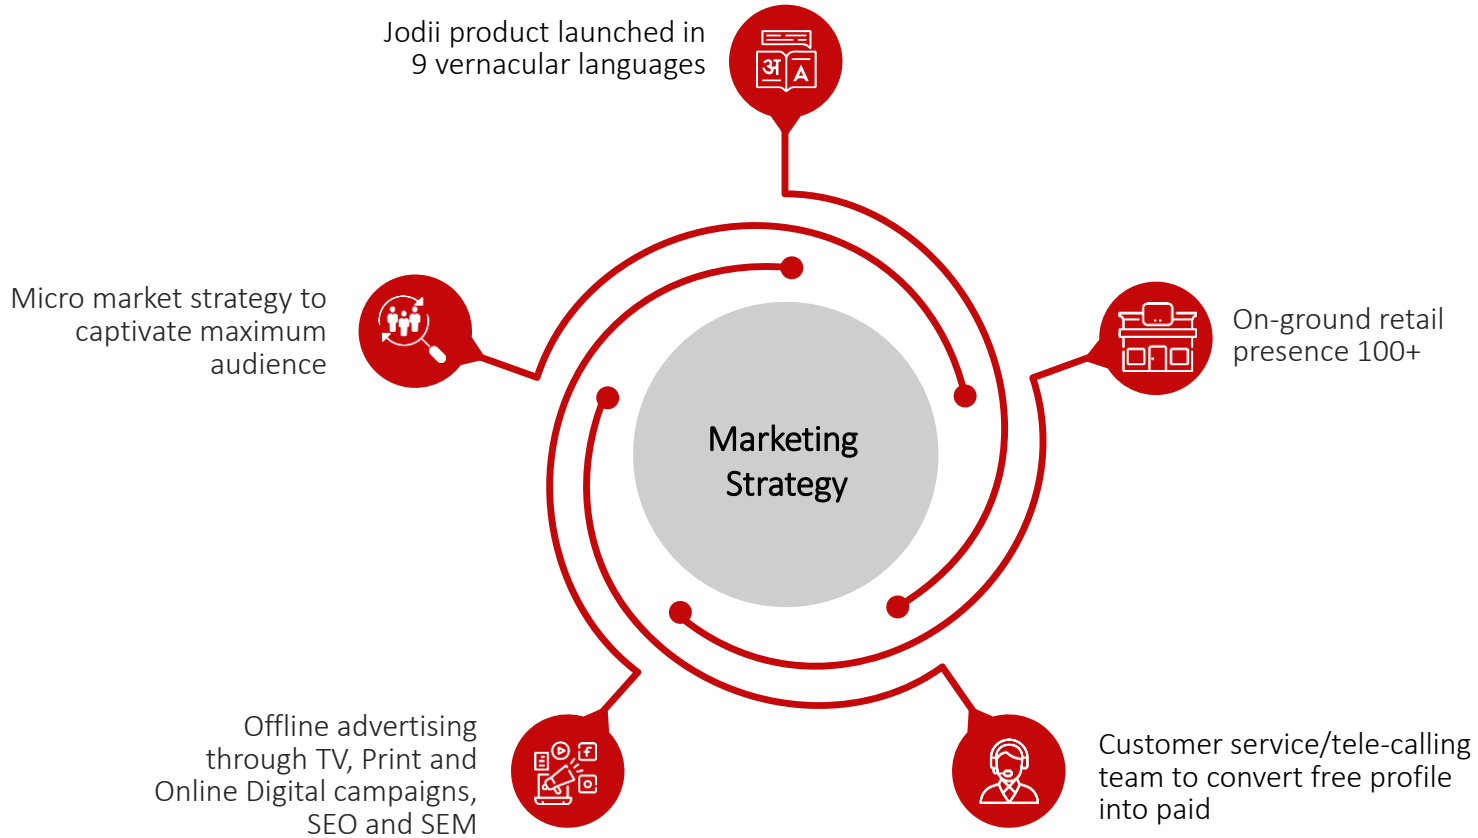 Jodii product launched in
9 vernacular languages
अ A
Micro market strategy to
captivate maximum
audience
On-ground retail
presence 100+
Marketing
Strategy
Offline advertising
through TV, Print and
Online Digital campaigns,
SEO and SEM
f
Customer service/tele-calling
team to convert free profile
into paid